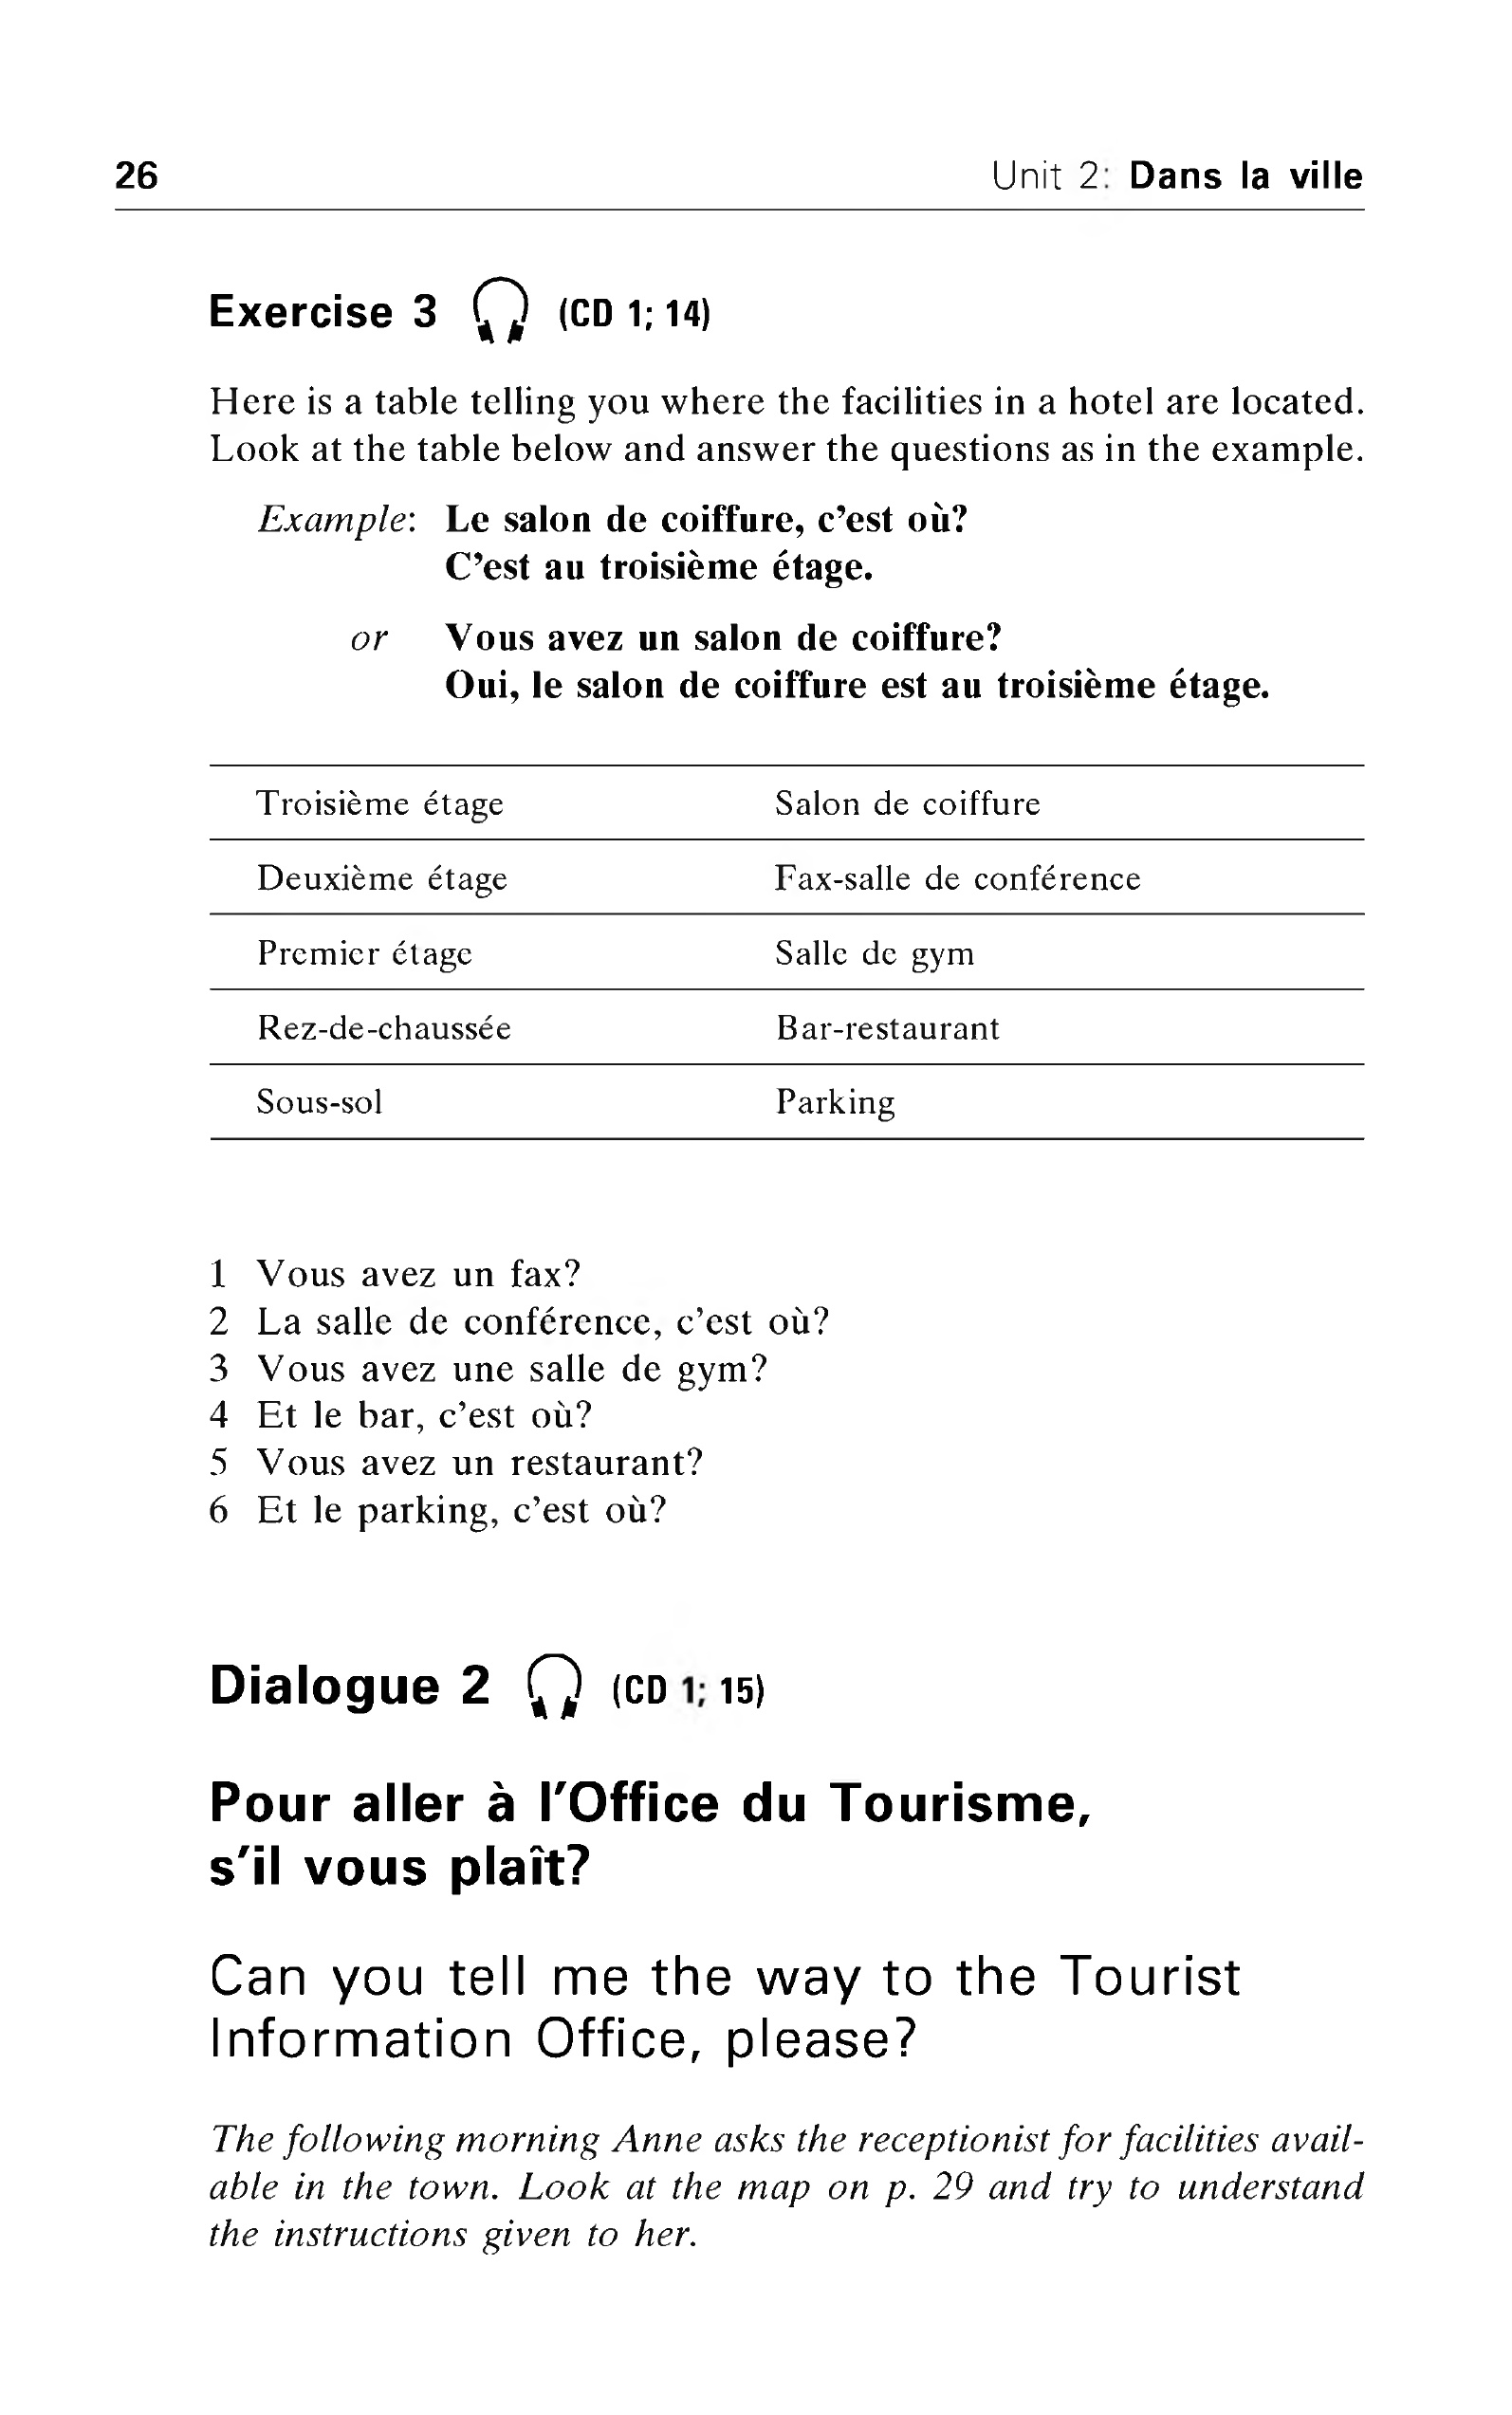 26 Unit 2: Dans la ville
Exercise 3 (CD 1; 14)
Here is a table telling you where the facilities in a hotel are located.
Look at the table below and answer the questions as in the example.
Example: Le salon de coiffure, c’est où?
C’est au troisième étage.
or Vous avez un salon de coiffure?
Oui, le salon de coiffure est au troisième étage.
Troisième étage Salon de coiffure
Deuxième étage Fax-salle de conférence
Premier étage Salle de gym
Rez-de-chaussée Bar-restaurant
Sous-sol Parking
1 Vous avez un fax?
2 La salle de conférence, c’est où?
3 Vous avez une salle de gym?
4 Et le bar, c’est où?
5 Vous avez un restaurant?
6 Et le parking, c’est où?
Dialogue 2 (CD 1; 15)
Pour aller à l'Office du Tourisme,
s'il vous plaît?
Can you tell me the way to the Tourist
Information Office, please?
The following morning Anne asks the receptionist for facilities avail-
able in the town. Look at the map on p. 29 and try to understand
the instructions given to her.